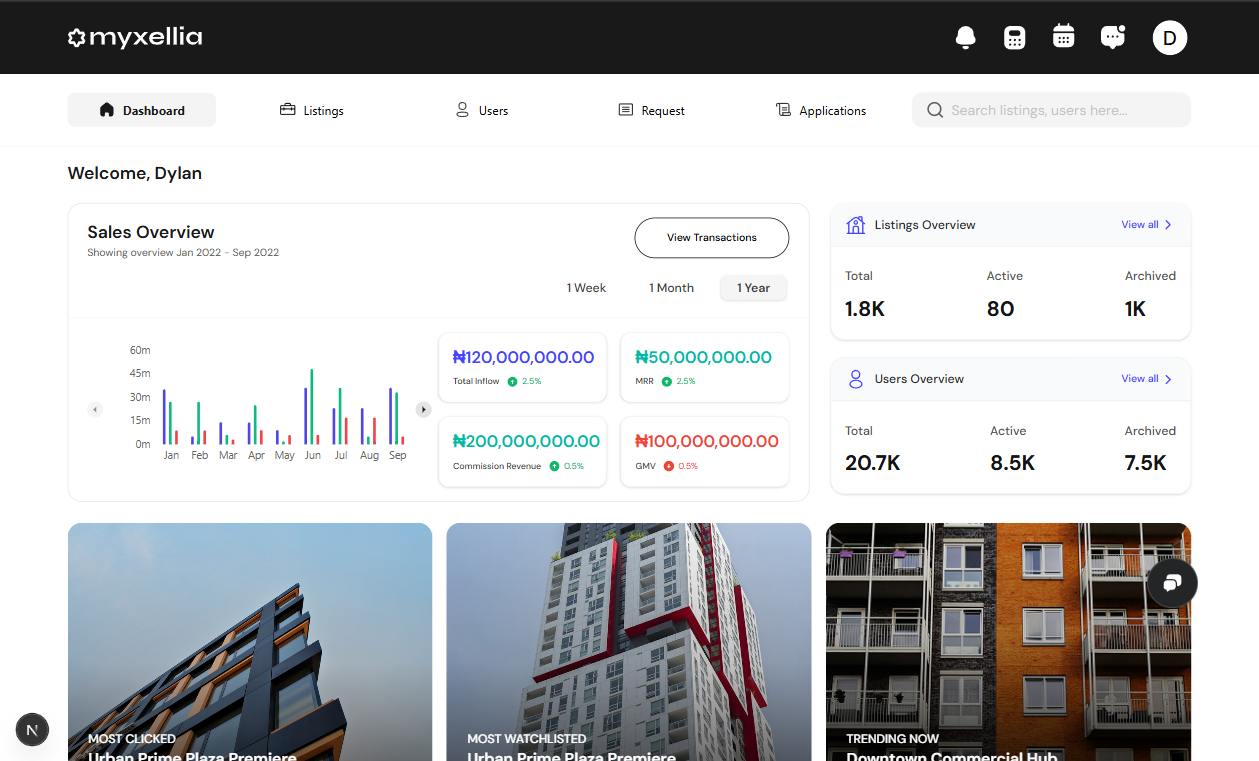 myxellia
D
Dashboard
Listings
Users
Request
Applications
Search listings, users here...
Welcome, Dylan
Sales Overview
Showing overview Jan 2022 - Sep 2022
View Transactions
1 Week
1 Month
1 Year
60m
45m
30m
15m
0m
Jan Feb Mar Apr May Jun Jul Aug Sep
₦120,000,000.00
Total Inflow 2.5%
₦50,000,000.00
MRR 2.5%
₦200,000,000.00
Commission Revenue 0.5%
₦100,000,000.00
GMV 0.5%
Listings Overview
View all
Total Active Archived
1.8K 80 1K
Users Overview
View all
Total Active Archived
20.7K 8.5K 7.5K
MOST CLICKED
Urban Prime Plaza Premiere
MOST WATCHLISTED
Urban Prime Plaza Premiere
TRENDING NOW
Downtown Commercial Hub
N